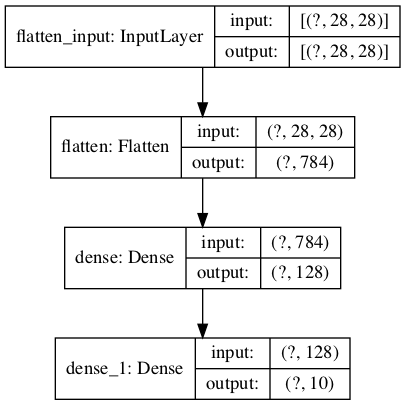 flatten_input: InputLayer
input: [(?, 28, 28)]
output: [(?, 28, 28)]
flatten: Flatten
input: (?, 28, 28)
output: (?, 784)
dense: Dense
input: (?, 784)
output: (?, 128)
dense_1: Dense
input: (?, 128)
output: (?, 10)